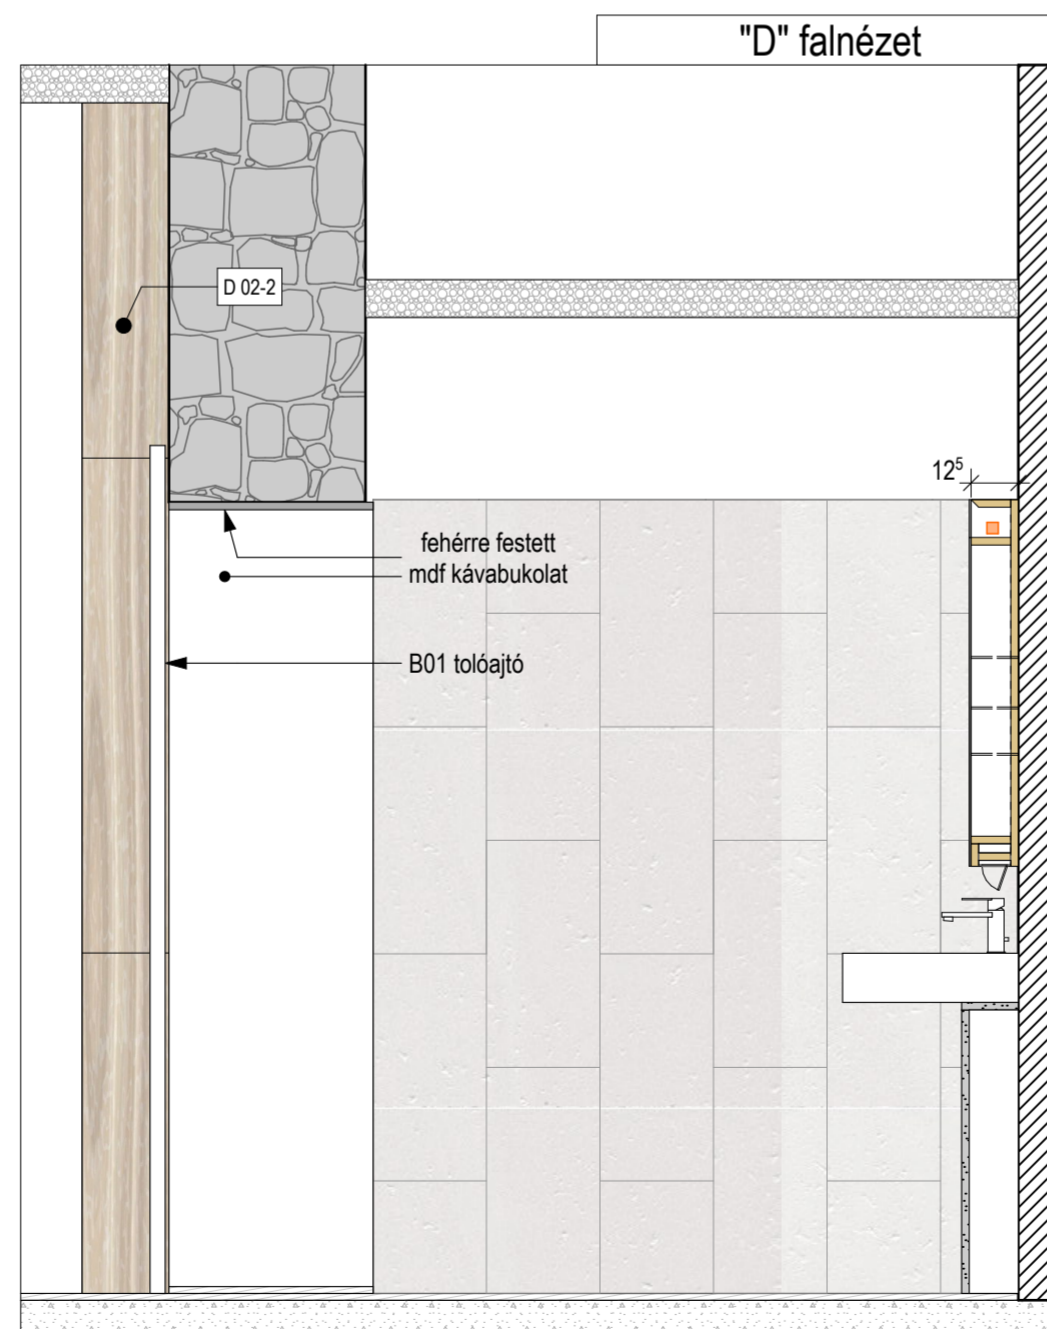 "D" falnézet
D 02-2
12⁵
fehérre festett
mdf kávabukolat
B01 tolóajtó